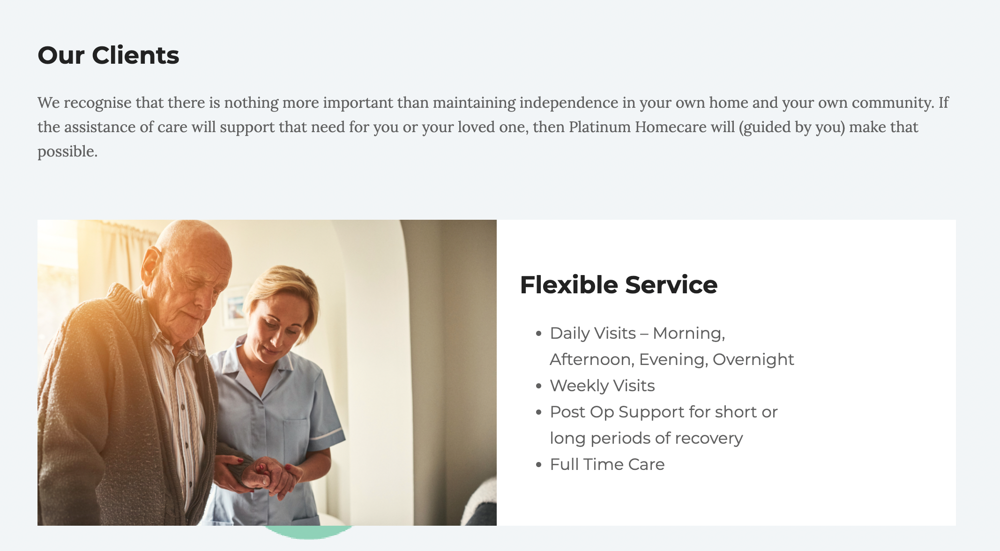 Our Clients
We recognise that there is nothing more important than maintaining independence in your own home and your own community. If
the assistance of care will support that need for you or your loved one, then Platinum Homecare will (guided by you) make that
possible.
Flexible Service
• Daily Visits – Morning,
Afternoon, Evening, Overnight
• Weekly Visits
• Post Op Support for short or
long periods of recovery
• Full Time Care